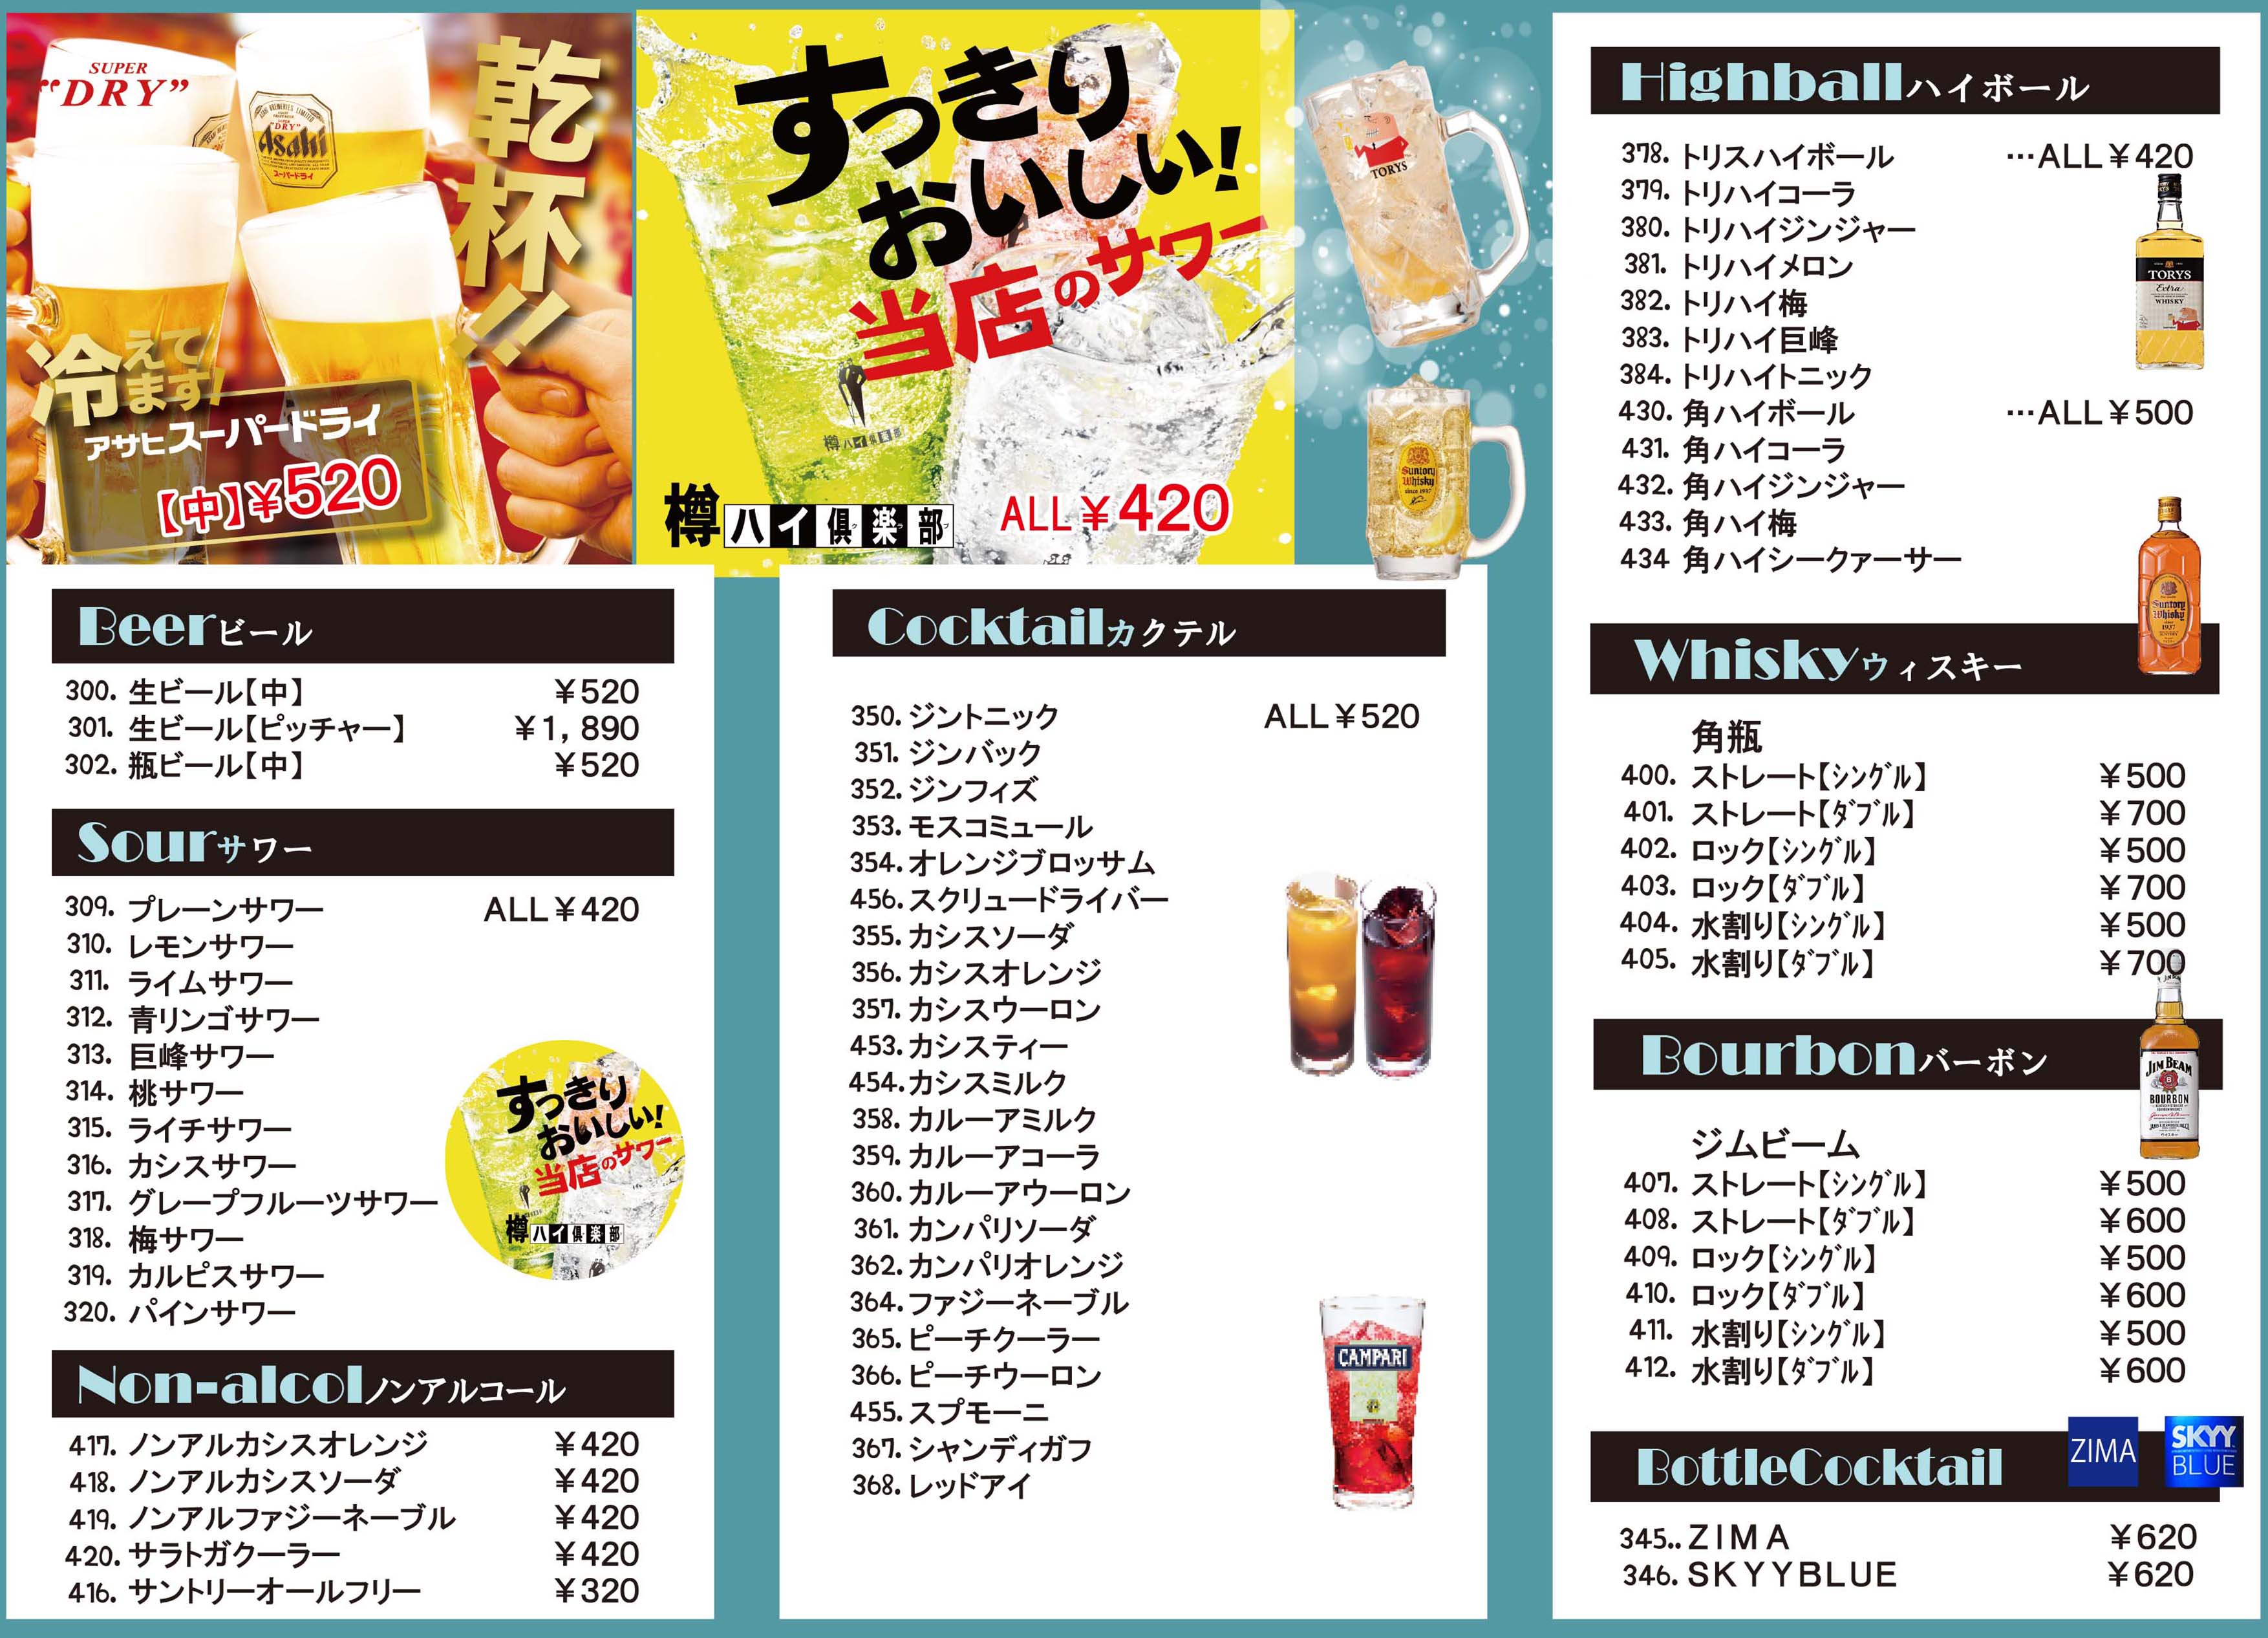 SUPER
"DRY"
Asahi
スーパードライ
乾杯!!
冷えて
ます!
アサヒスーパードライ
【中】¥520
すっきり
おいしい!
当店のサワー
樽ハイ倶楽部
樽ハイ倶楽部
ALL¥420
TORYS
Suntory
Whisky
since 1937
Beerビール
300. 生ビール【中】 ¥520
301. 生ビール【ピッチャー】 ¥1,890
302. 瓶ビール【中】 ¥520
Sourサワー
309. プレーンサワー ALL¥420
310. レモンサワー
311. ライムサワー
312. 青リンゴサワー
313. 巨峰サワー
314. 桃サワー
315. ライチサワー
316. カシスサワー
317. グレープフルーツサワー
318. 梅サワー
319. カルピスサワー
320. パインサワー
すっきり
おいしい!
当店のサワー
樽ハイ倶楽部
Non-alcolノンアルコール
417. ノンアルカシスオレンジ ¥420
418. ノンアルカシスソーダ ¥420
419. ノンアルファジーネーブル ¥420
420. サラトガクーラー ¥420
416. サントリーオールフリー ¥320
Cocktailカクテル
350. ジントニック ALL¥520
351. ジンバック
352. ジンフィズ
353. モスコミュール
354. オレンジブロッサム
456. スクリュードライバー
355. カシスソーダ
356. カシスオレンジ
357. カシスウーロン
453. カシスティー
454. カシスミルク
358. カルーアミルク
359. カルーアコーラ
360. カルーアウーロン
361. カンパリソーダ
362. カンパリオレンジ
364. ファジーネーブル
365. ピーチクーラー
366. ピーチウーロン
455. スプモーニ
367. シャンディガフ
368. レッドアイ
CAMPARI
Highballハイボール
378. トリスハイボール …ALL¥420
379. トリハイコーラ
380. トリハイジンジャー
381. トリハイメロン
382. トリハイ梅
383. トリハイ巨峰
384. トリハイトニック
430. 角ハイボール …ALL¥500
431. 角ハイコーラ
432. 角ハイジンジャー
433. 角ハイ梅
434 角ハイシークァーサー
TORYS
Extra
WHISKY
Suntory
Whisky
1937
Whiskyウィスキー
角瓶
400. ストレート【ｼﾝｸﾞﾙ】 ¥500
401. ストレート【ﾀﾞﾌﾞﾙ】 ¥700
402. ロック【ｼﾝｸﾞﾙ】 ¥500
403. ロック【ﾀﾞﾌﾞﾙ】 ¥700
404. 水割り【ｼﾝｸﾞﾙ】 ¥500
405. 水割り【ﾀﾞﾌﾞﾙ】 ¥700
Bourbonバーボン
JIM BEAM
BOURBON
ジムビーム
407. ストレート【ｼﾝｸﾞﾙ】 ¥500
408. ストレート【ﾀﾞﾌﾞﾙ】 ¥600
409. ロック【ｼﾝｸﾞﾙ】 ¥500
410. ロック【ﾀﾞﾌﾞﾙ】 ¥600
411. 水割り【ｼﾝｸﾞﾙ】 ¥500
412. 水割り【ﾀﾞﾌﾞﾙ】 ¥600
BottleCocktail
ZIMA
SKYY
BLUE
345.. ZIMA ¥620
346. SKYYBLUE ¥620